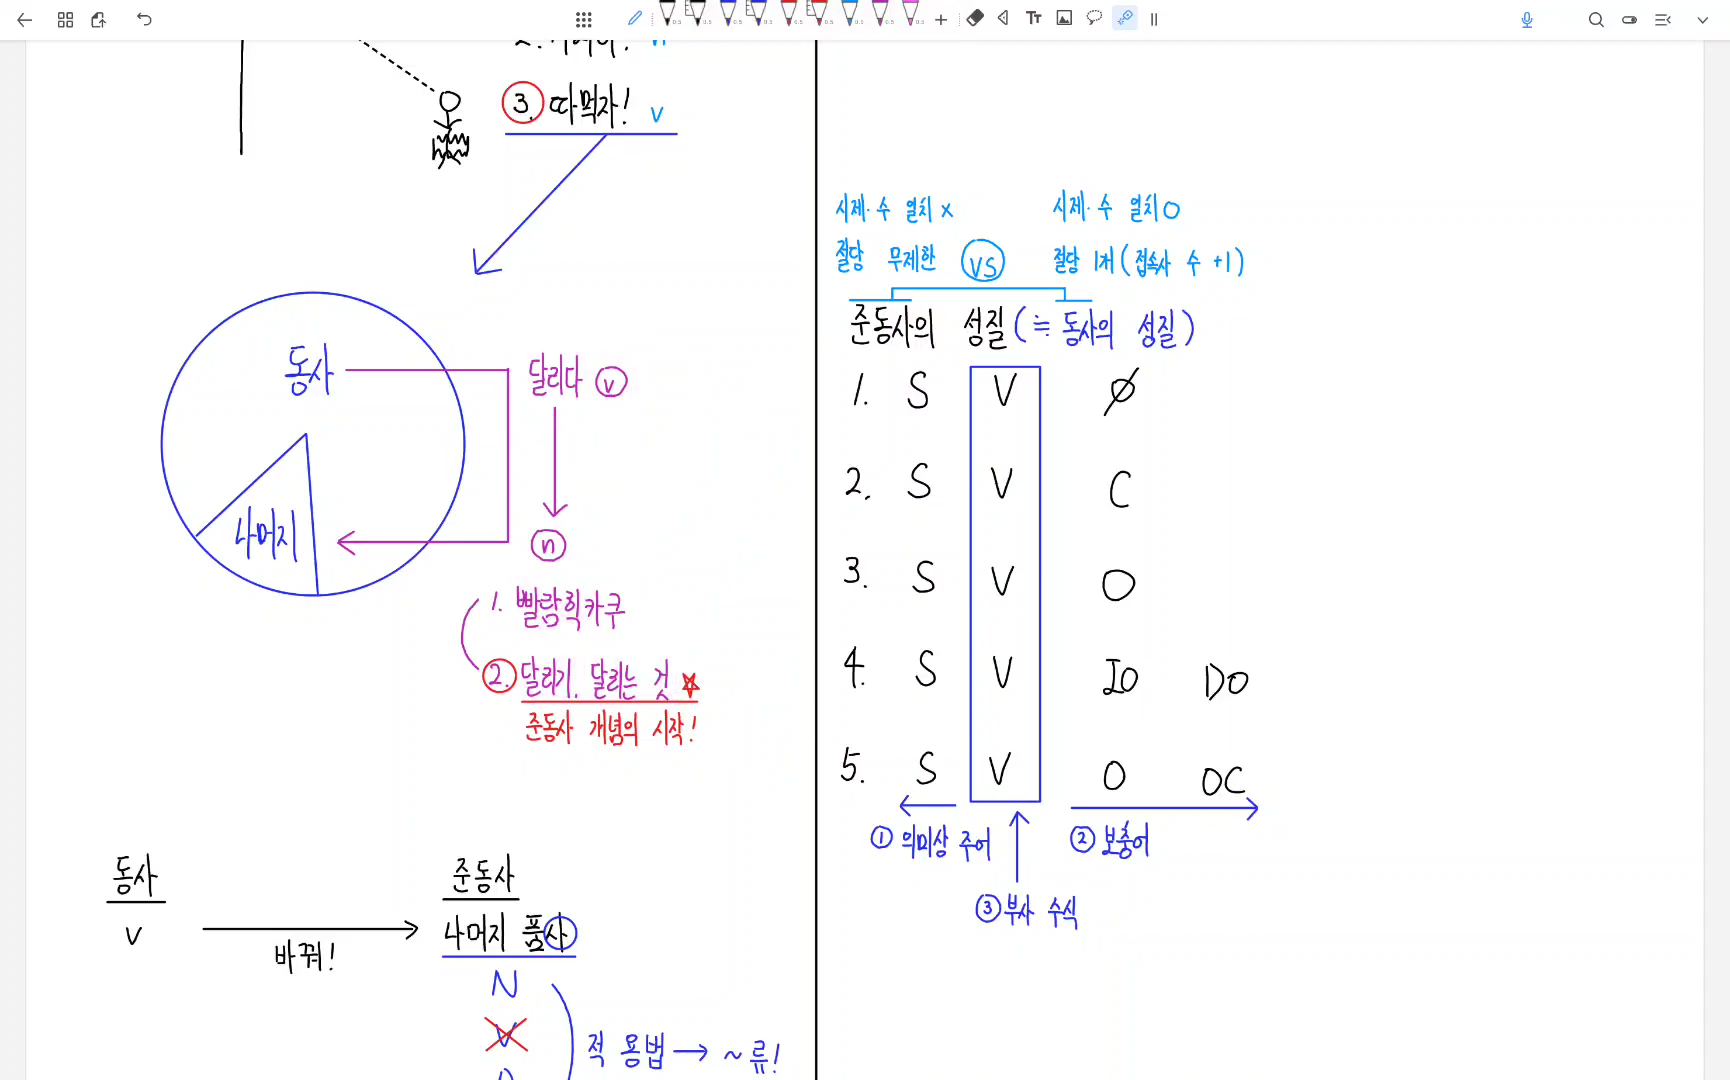 ③. 따먹자! v
동사
나머지
달리다 ⓥ
ⓝ
1. 빨람휙카쿠
②. 달리기, 달리는 것 ☆
준동사 개념의 시작!
동사
v
바꿔!
준동사
나머지 품사
N
V
적 용법 → ~류!
시제·수 일치 x
절당 무제한
VS
시제·수 일치 O
절당 1개 (접속사 수 +1)
준동사의 성질 (≒ 동사의 성질)
1. S V Ø
2. S V C
3. S V O
4. S V IO DO
5. S V O OC
① 의미상 주어
② 보충어
③ 부사 수식
Tt